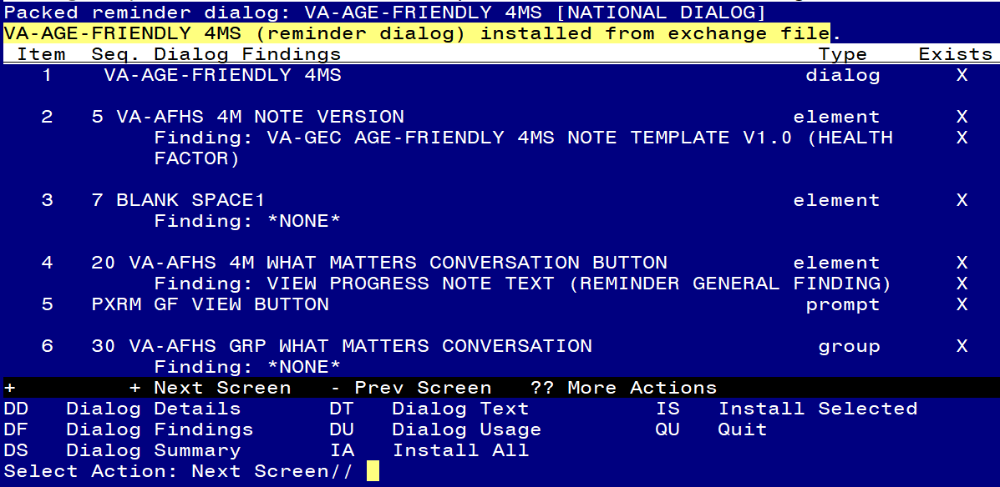 Packed reminder dialog: VA-AGE-FRIENDLY 4MS [NATIONAL DIALOG]
VA-AGE-FRIENDLY 4MS (reminder dialog) installed from exchange file.
Item Seq. Dialog Findings Type Exists
1 VA-AGE-FRIENDLY 4MS dialog X
2 5 VA-AFHS 4M NOTE VERSION element X
Finding: VA-GEC AGE-FRIENDLY 4MS NOTE TEMPLATE V1.0 (HEALTH X
FACTOR)
3 7 BLANK SPACE1 element X
Finding: *NONE*
4 20 VA-AFHS 4M WHAT MATTERS CONVERSATION BUTTON element X
Finding: VIEW PROGRESS NOTE TEXT (REMINDER GENERAL FINDING) X
5 PXRM GF VIEW BUTTON prompt X
6 30 VA-AFHS GRP WHAT MATTERS CONVERSATION group X
Finding: *NONE*
+ + Next Screen - Prev Screen ?? More Actions
DD Dialog Details DT Dialog Text IS Install Selected
DF Dialog Findings DU Dialog Usage QU Quit
DS Dialog Summary IA Install All
Select Action: Next Screen//